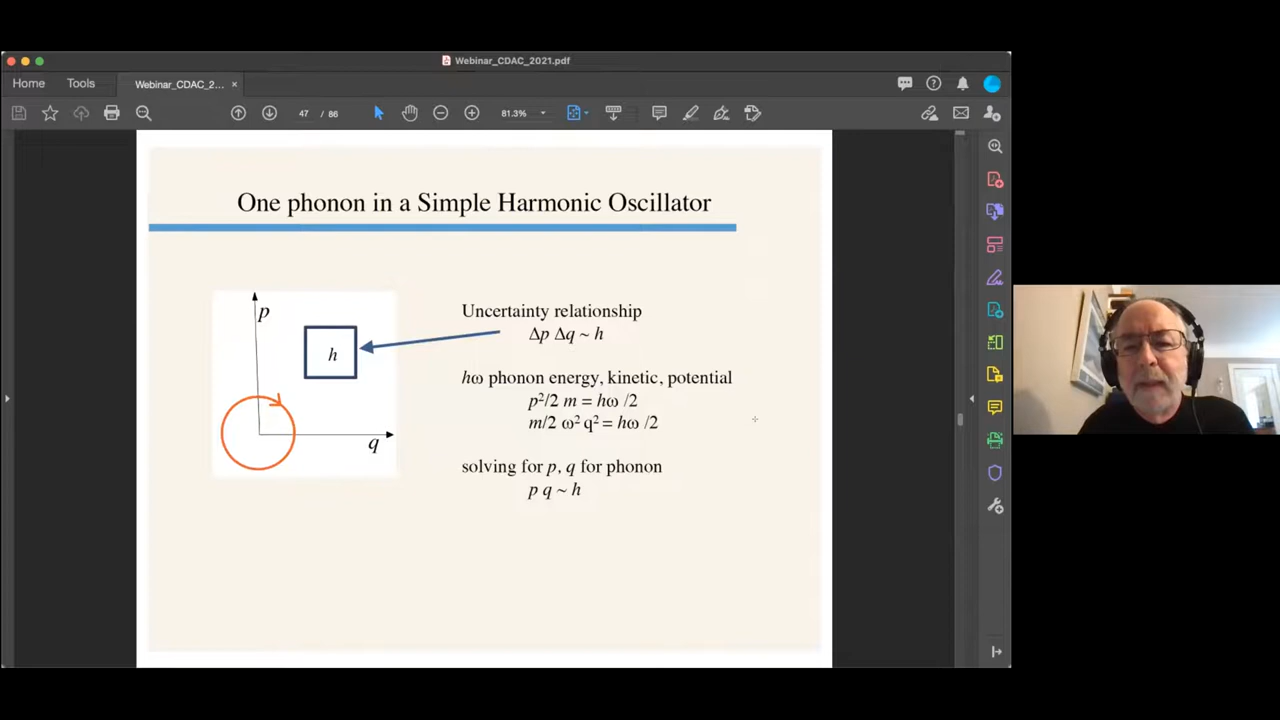 Webinar_CDAC_2021.pdf
Home Tools Webinar_CDAC_2... ×
47 / 86 81.3%
One phonon in a Simple Harmonic Oscillator
p
h
q
Uncertainty relationship
Δp Δq ~ h
hω phonon energy, kinetic, potential
p²/2 m = hω /2
m/2 ω² q² = hω /2
solving for p, q for phonon
p q ~ h